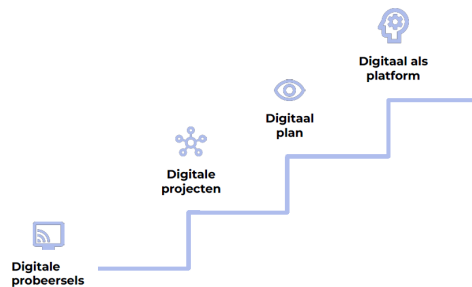 Digitaal als
platform
Digitaal
plan
Digitale
projecten
Digitale
probeersels